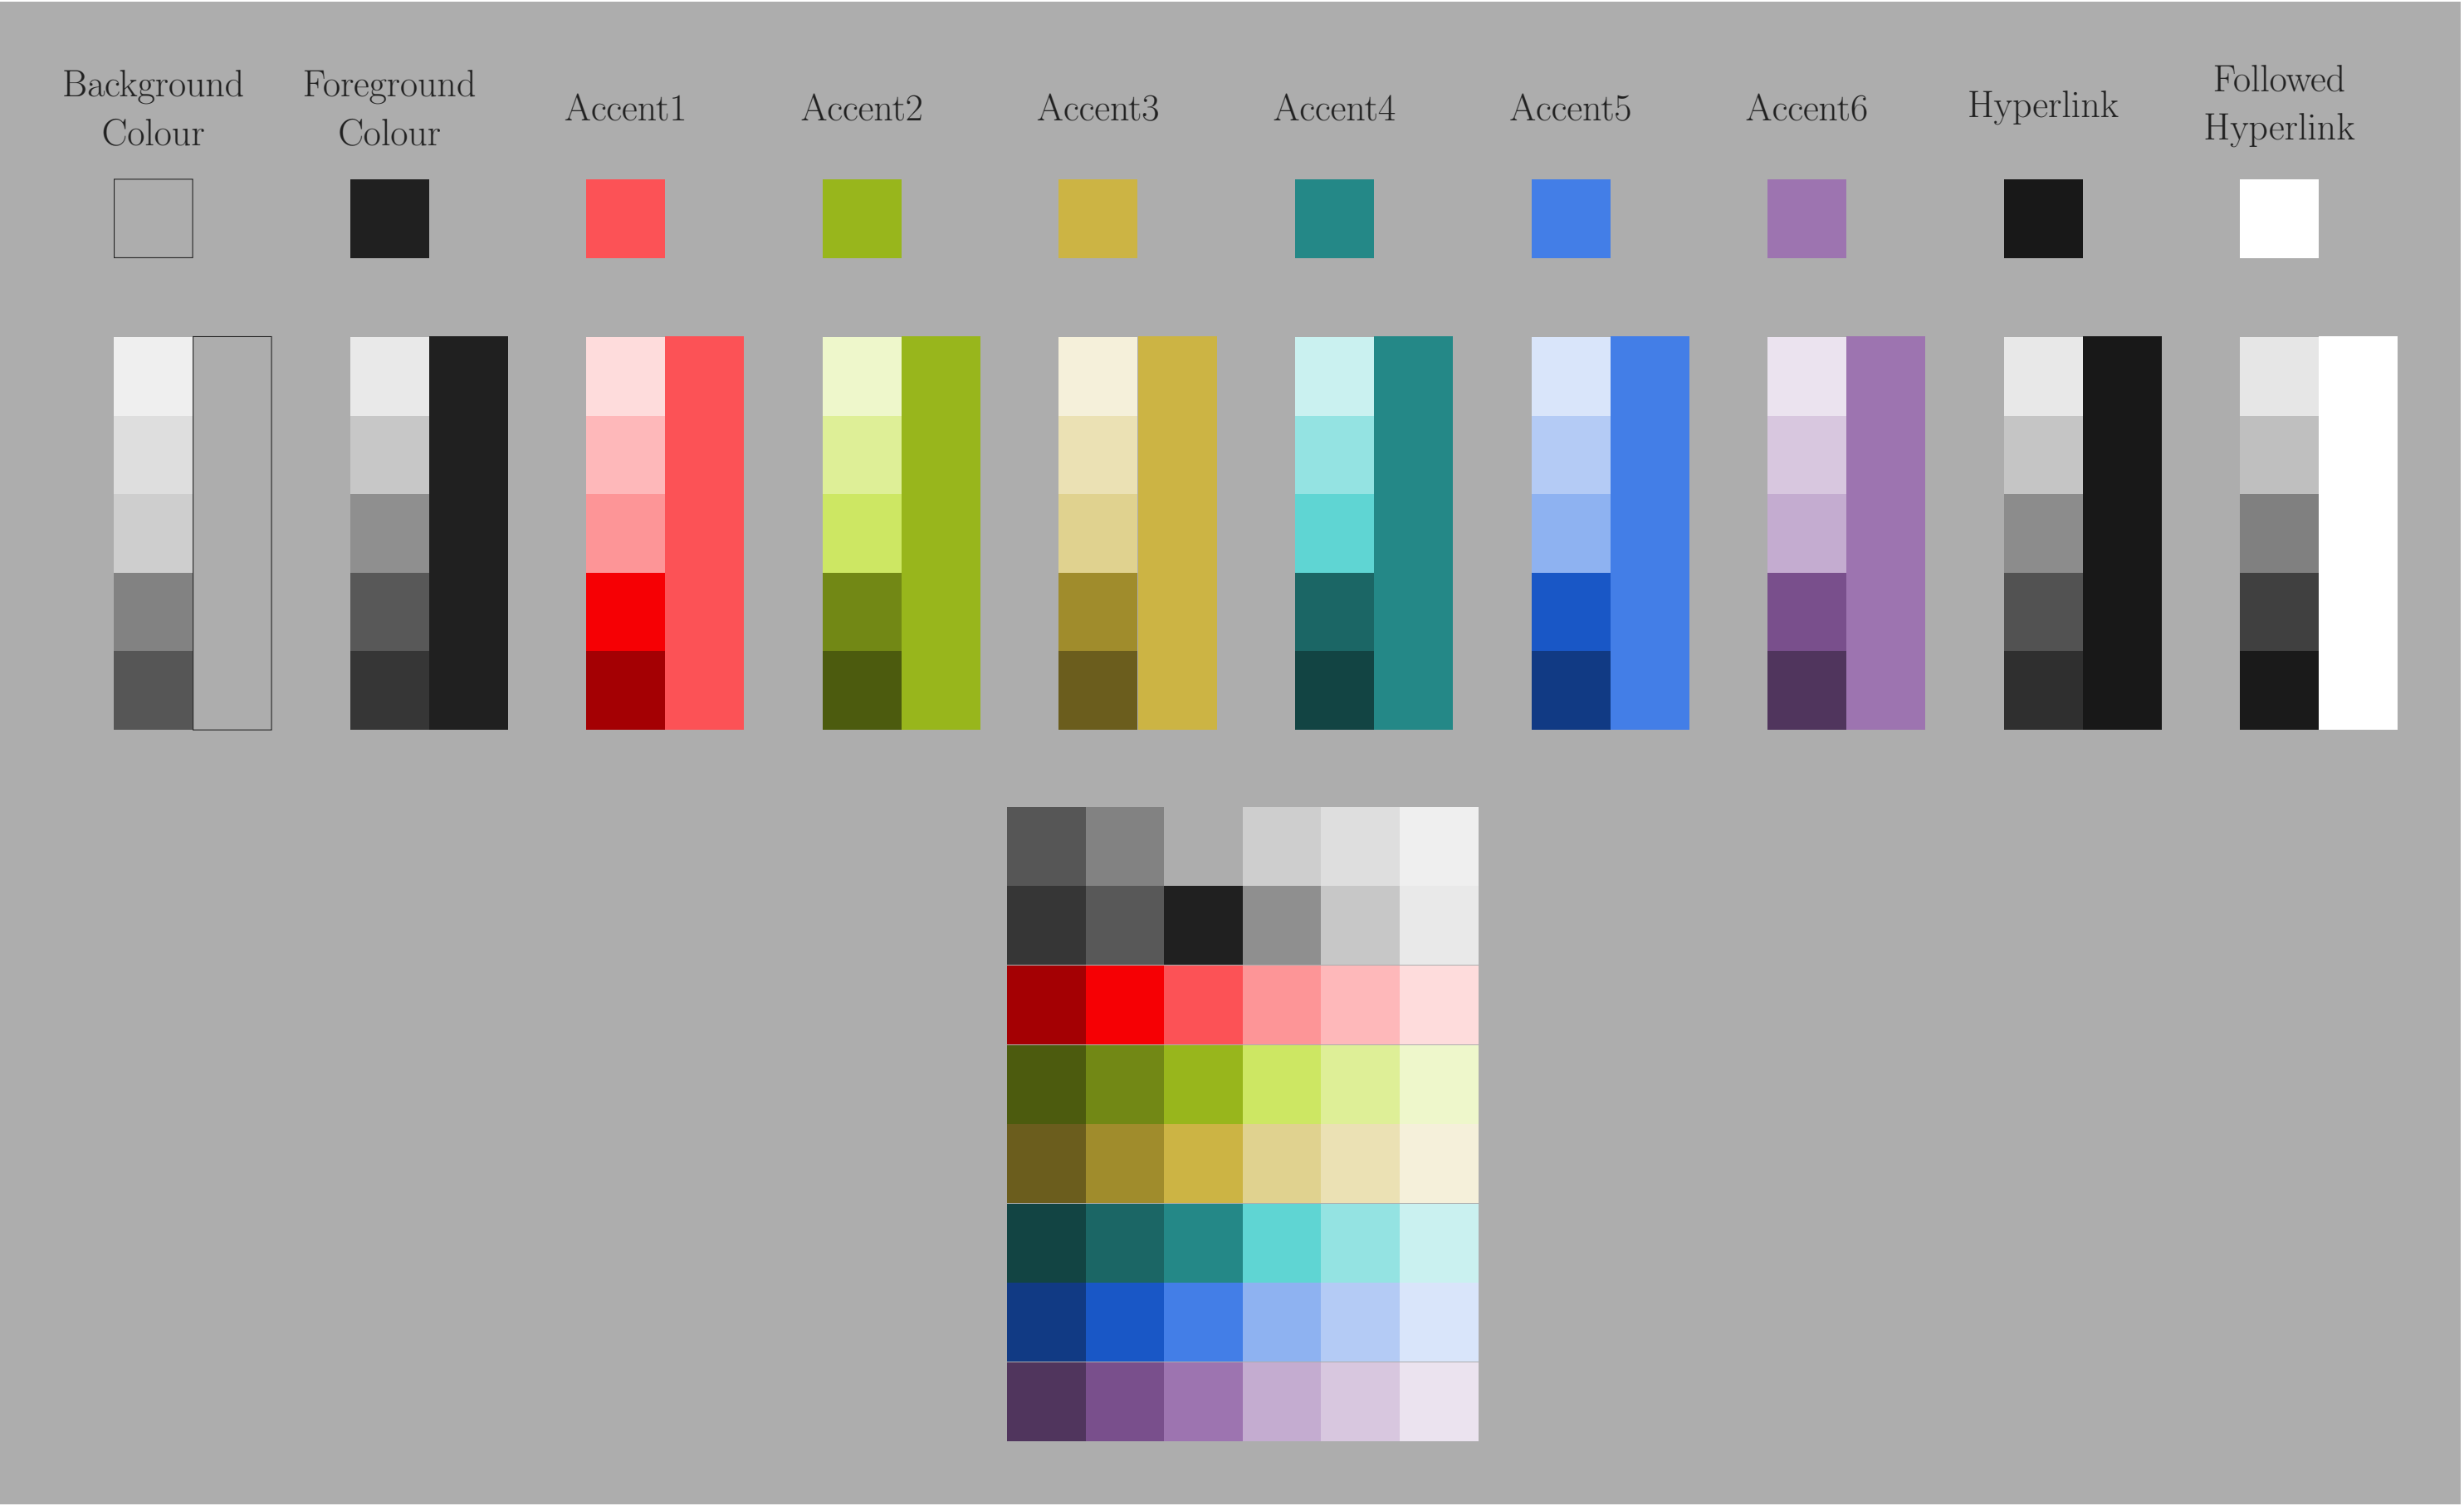 Background
Colour
Foreground
Colour
Accent1
Accent2
Accent3
Accent4
Accent5
Accent6
Hyperlink
Followed
Hyperlink